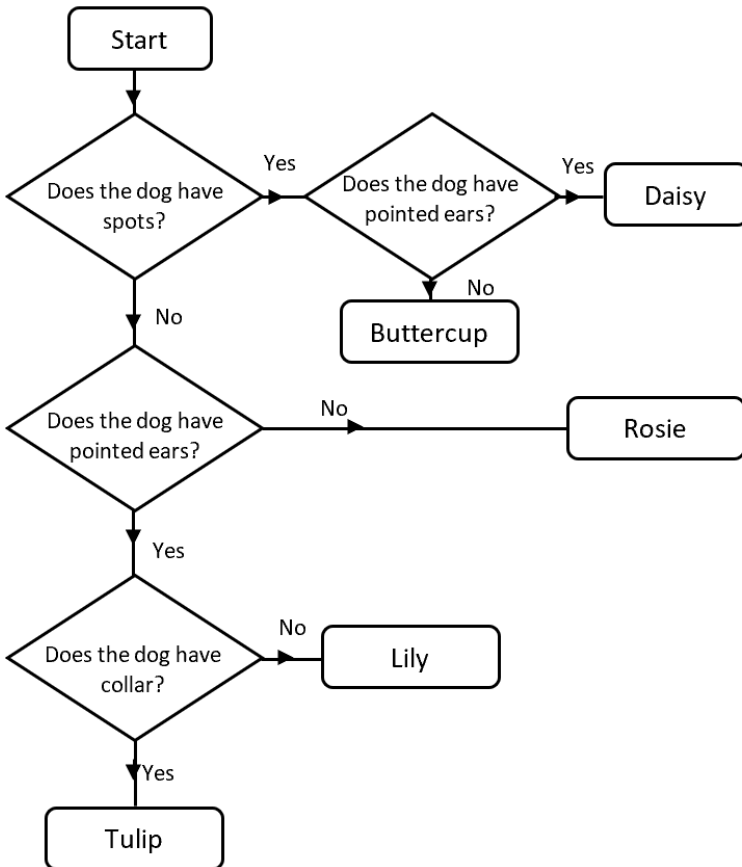 Start
Does the dog have
spots?
Yes
Does the dog have
pointed ears?
Yes
Daisy
No
Buttercup
No
Does the dog have
pointed ears?
No
Rosie
Yes
Does the dog have
collar?
No
Lily
Yes
Tulip